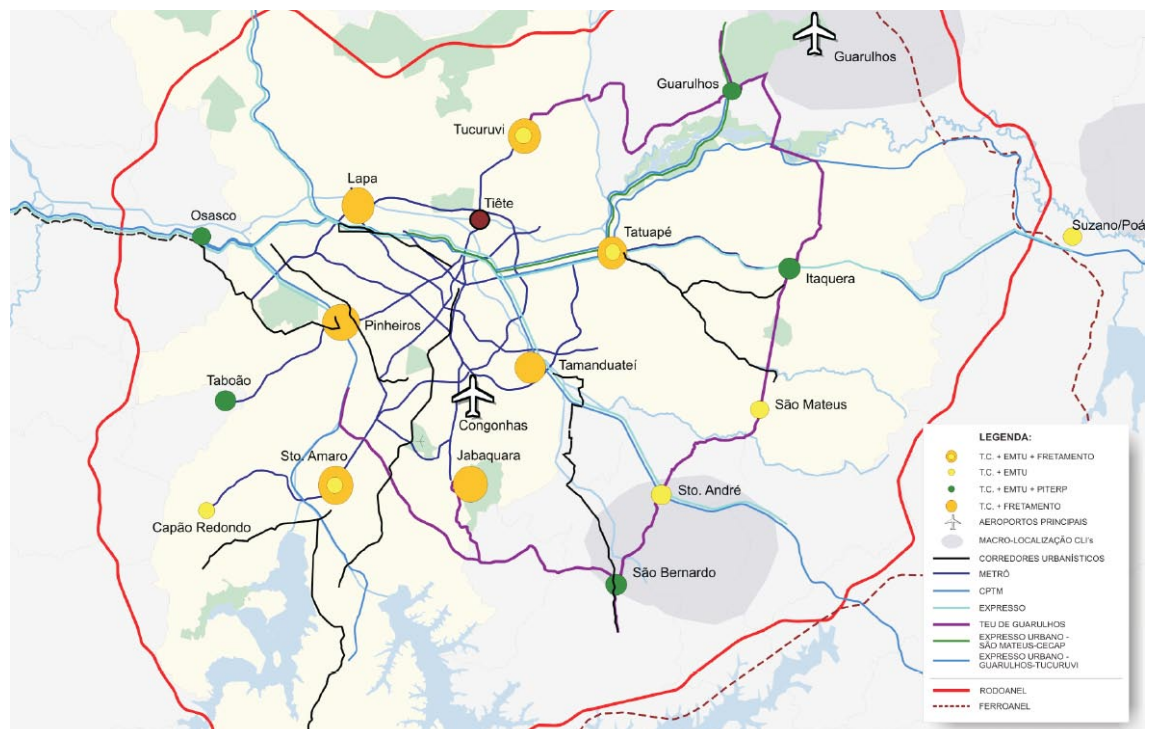 Guarulhos
Guarulhos
Tucuruvi
Lapa
Tiête
Osasco
Tatuapé
Suzano/Poá
Itaquera
Pinheiros
Tamanduateí
Taboão
São Mateus
Congonhas
Sto. Amaro
Jabaquara
Sto. André
Capão Redondo
São Bernardo
LEGENDA:
T.C. + EMTU + FRETAMENTO
T.C. + EMTU
T.C. + EMTU + PITERP
T.C. + FRETAMENTO
AEROPORTOS PRINCIPAIS
MACRO-LOCALIZAÇÃO CLI's
CORREDORES URBANÍSTICOS
METRÔ
CPTM
EXPRESSO
TEU DE GUARULHOS
EXPRESSO URBANO -
SÃO MATEUS-CECAP
EXPRESSO URBANO -
GUARULHOS-TUCURUVI
RODOANEL
FERROANEL